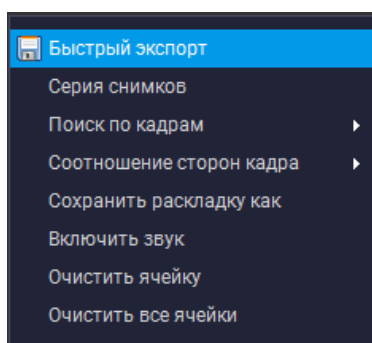 Быстрый экспорт
Серия снимков
Поиск по кадрам
Соотношение сторон кадра
Сохранить раскладку как
Включить звук
Очистить ячейку
Очистить все ячейки